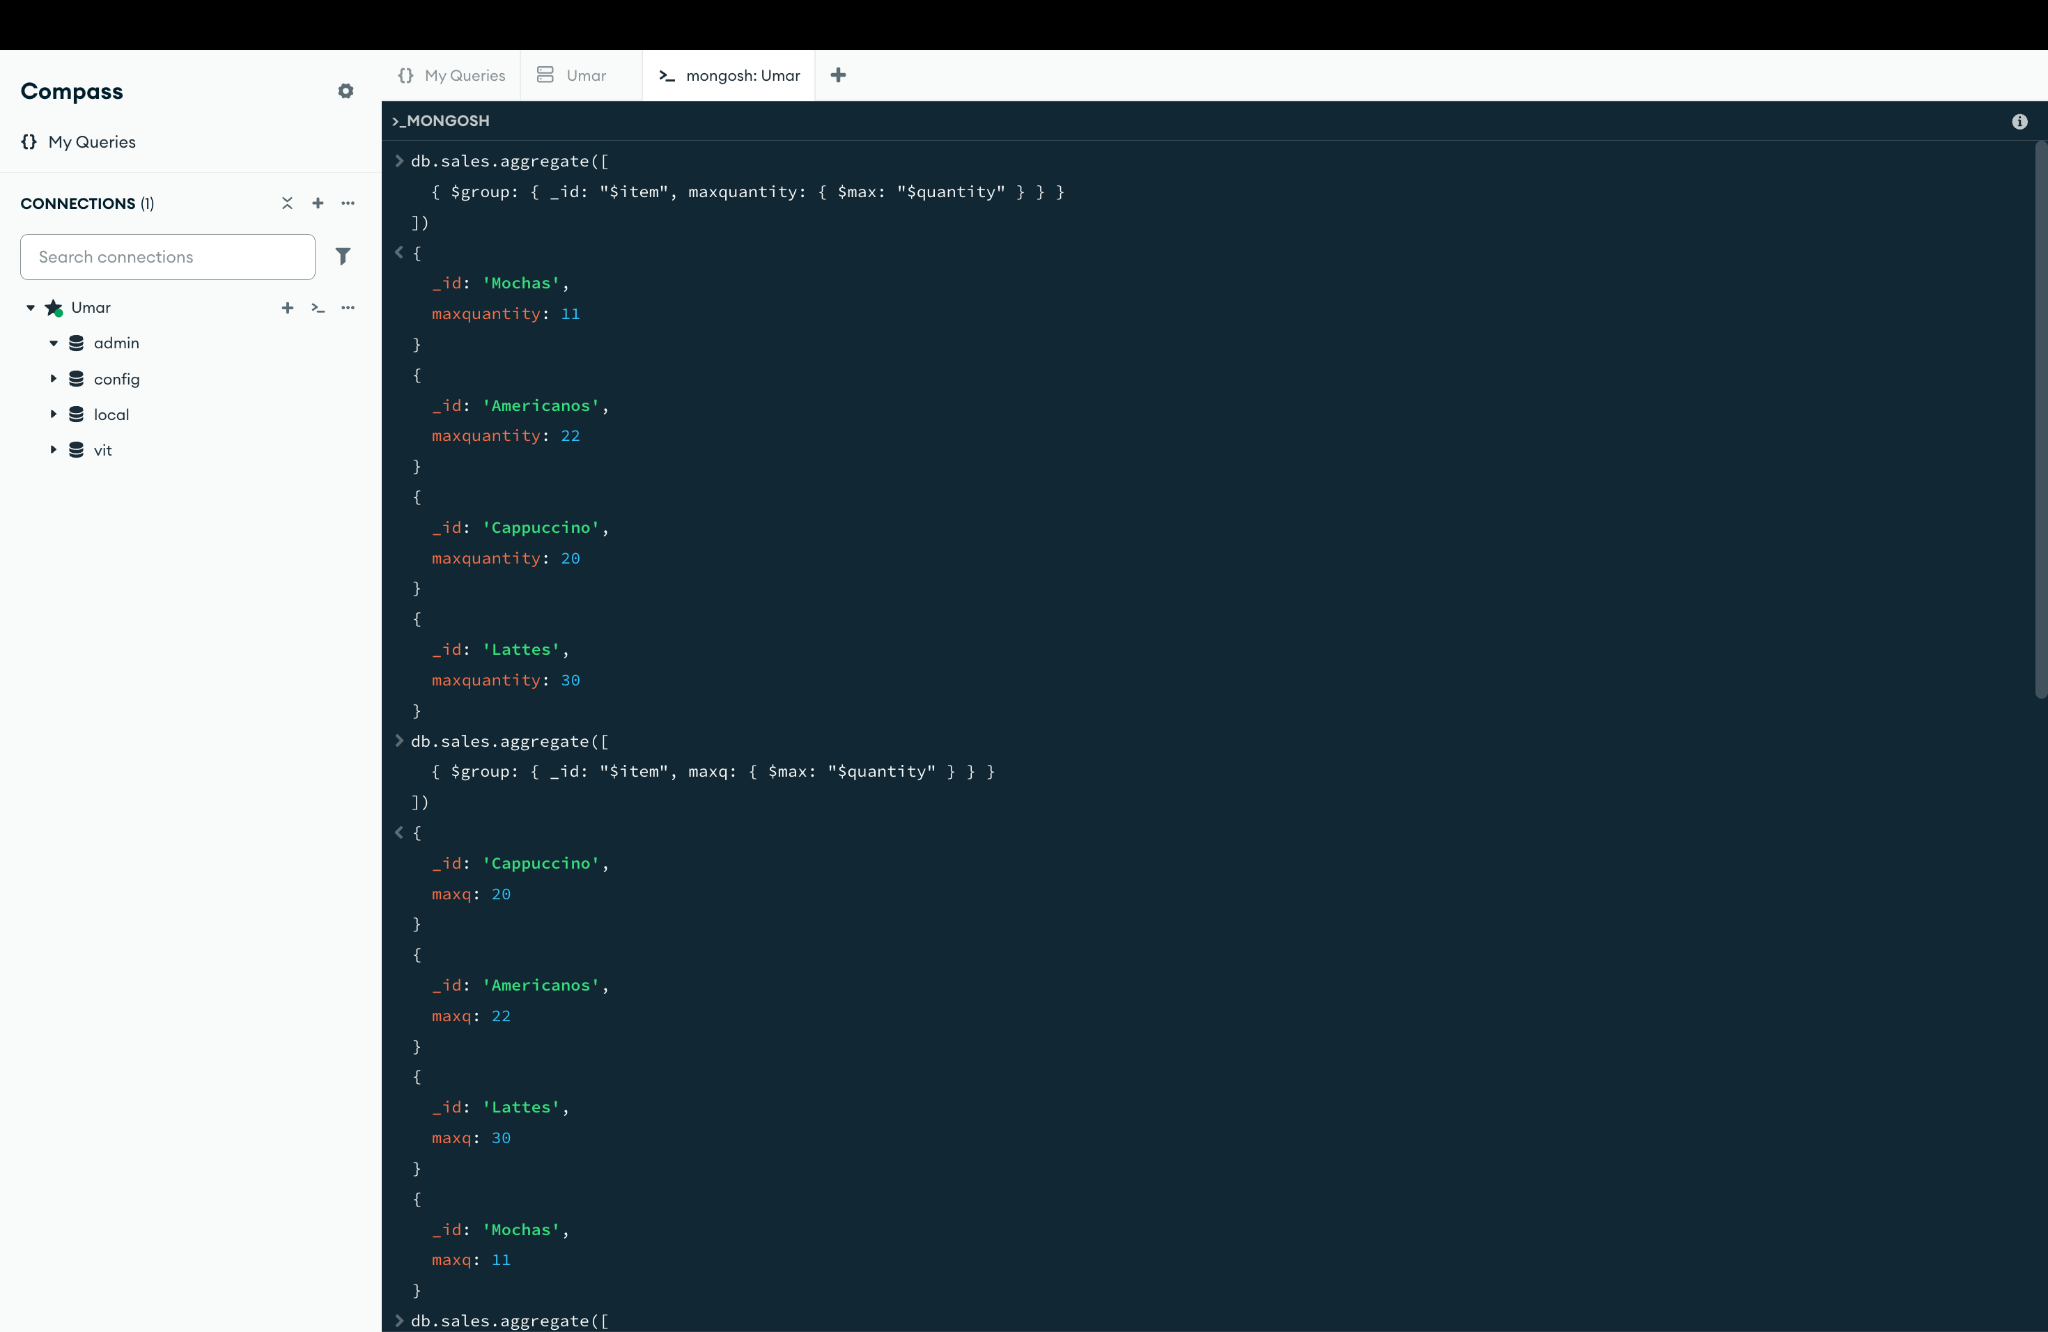 Compass
My Queries
CONNECTIONS (1)
Search connections
Umar
admin
config
local
vit
My Queries
Umar
mongosh: Umar
>_MONGOSH
db.sales.aggregate([
{ $group: { _id: "$item", maxquantity: { $max: "$quantity" } } }
])
{
_id: 'Mochas',
maxquantity: 11
}
{
_id: 'Americanos',
maxquantity: 22
}
{
_id: 'Cappuccino',
maxquantity: 20
}
{
_id: 'Lattes',
maxquantity: 30
}
db.sales.aggregate([
{ $group: { _id: "$item", maxq: { $max: "$quantity" } } }
])
{
_id: 'Cappuccino',
maxq: 20
}
{
_id: 'Americanos',
maxq: 22
}
{
_id: 'Lattes',
maxq: 30
}
{
_id: 'Mochas',
maxq: 11
}
db.sales.aggregate([